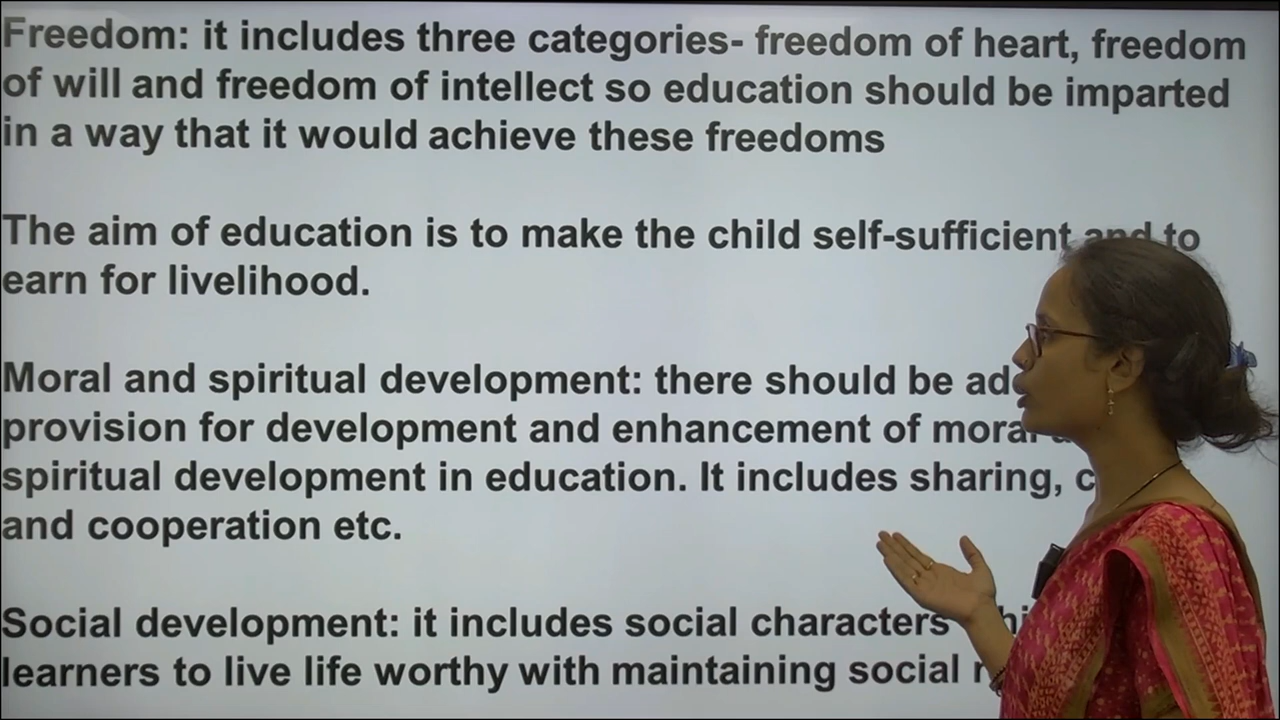 Freedom: it includes three categories- freedom of heart, freedom
of will and freedom of intellect so education should be imparted
in a way that it would achieve these freedoms
The aim of education is to make the child self-sufficient and to
earn for livelihood.
Moral and spiritual development: there should be
provision for development and enhancement of moral
spiritual development in education. It includes sharing,
and cooperation etc.
Social development: it includes social characters
learners to live life worthy with maintaining social